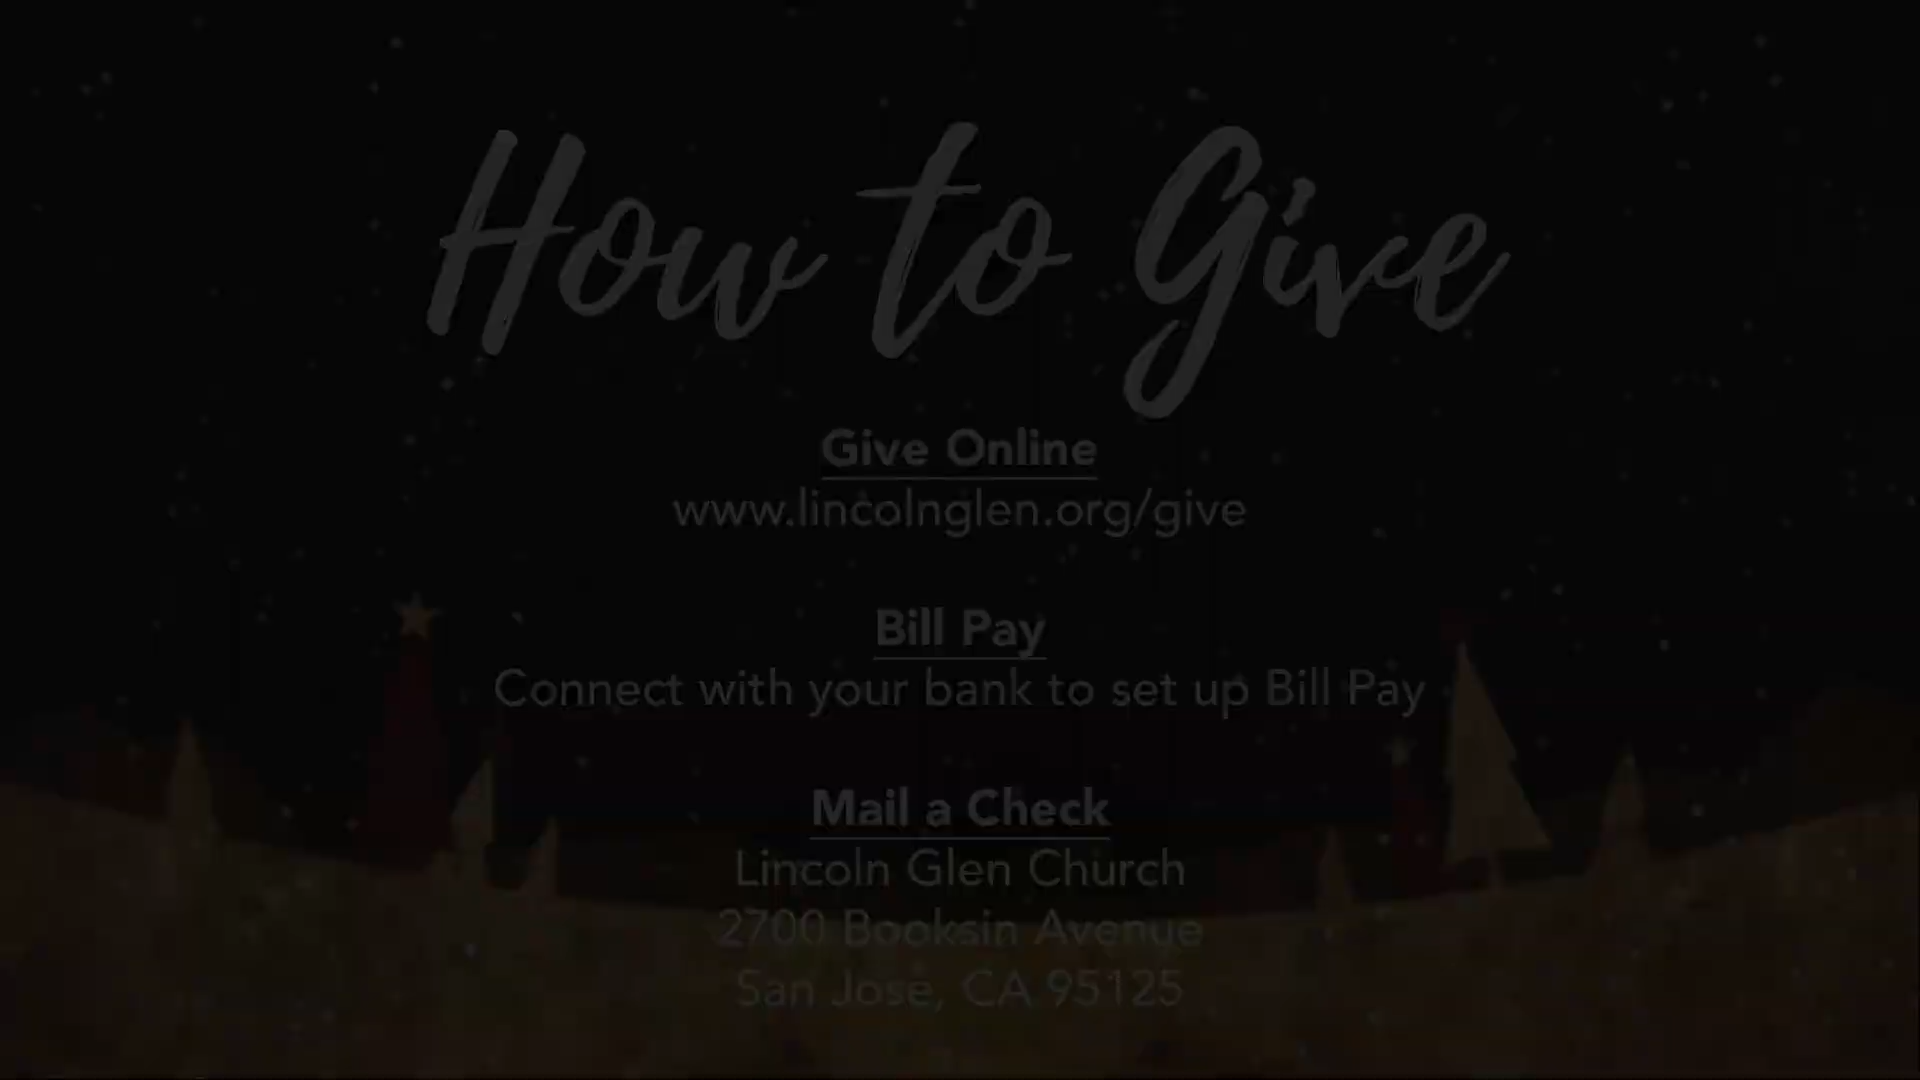 How to Give
Give Online
www.lincolnglen.org/give
Bill Pay
Connect with your bank to set up Bill Pay
Mail a Check
Lincoln Glen Church
2700 Booksin Avenue
San Jose, CA 95125